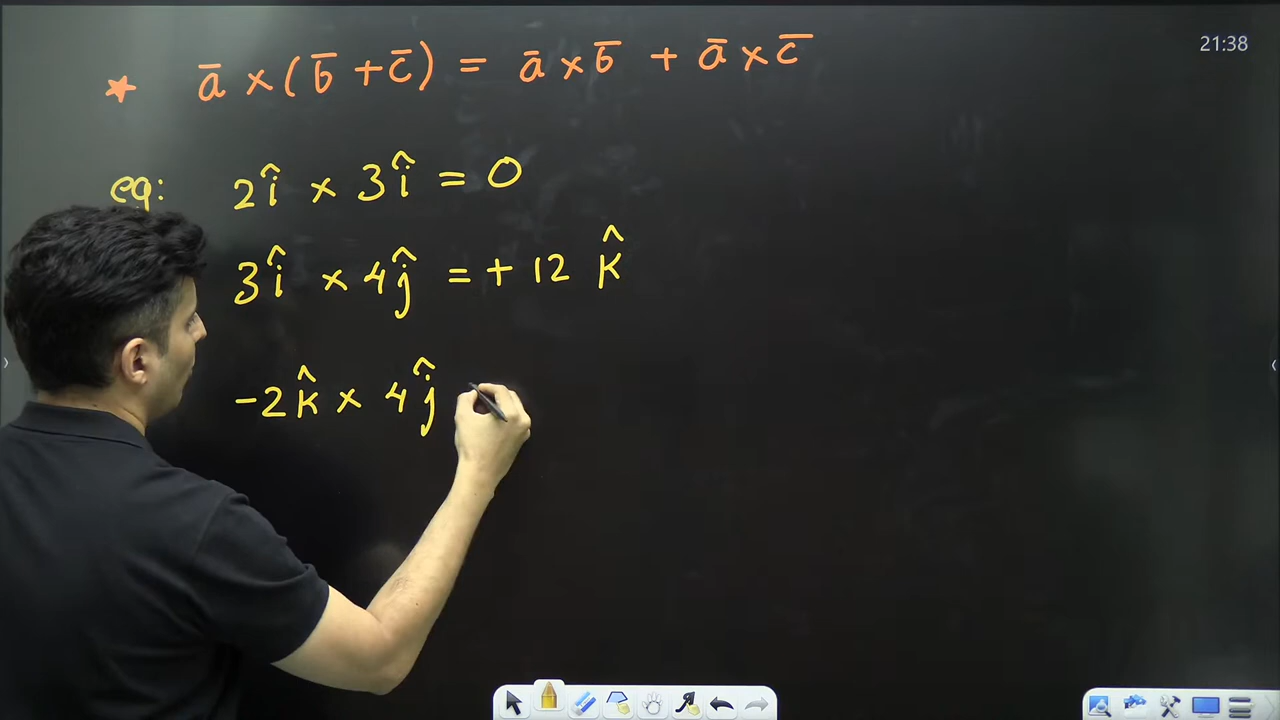 21:38
★ a̅ × (b̅ + c̅) = a̅ × b̅ + a̅ × c̅
eg: 2î × 3î = 0
3î × 4ĵ = + 12 k̂
-2k̂ × 4ĵ